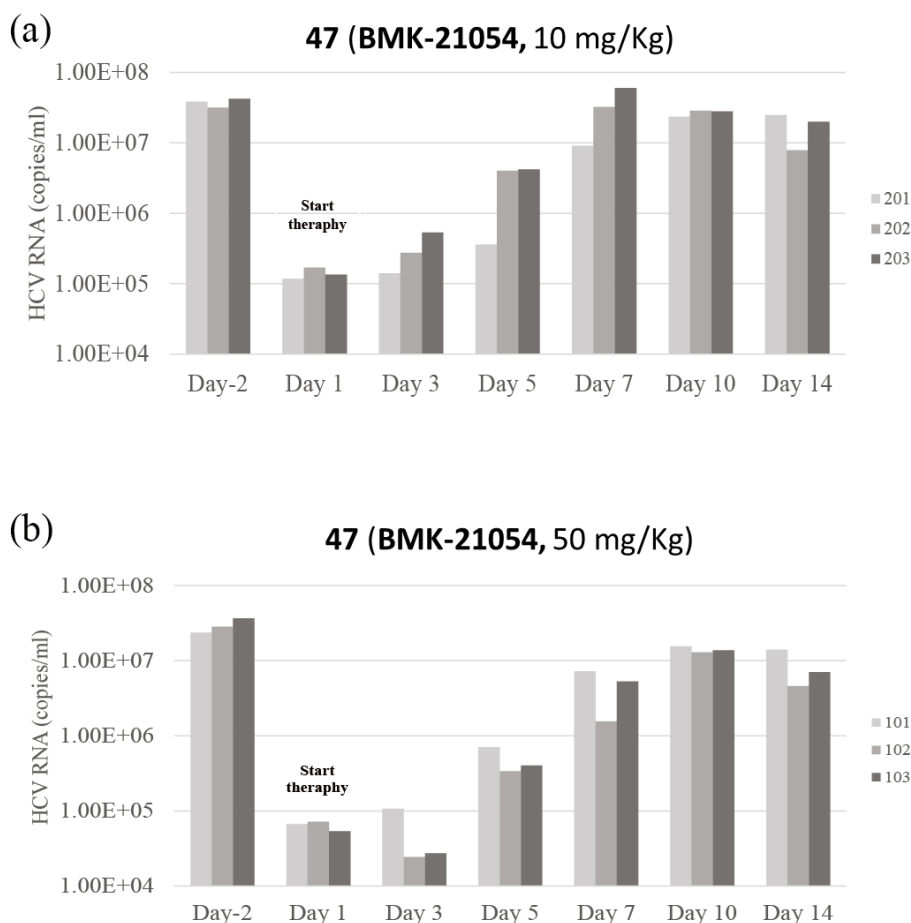 (a)
47 (BMK-21054, 10 mg/Kg)
HCV RNA (copies/ml)
1.00E+08
1.00E+07
1.00E+06
1.00E+05
1.00E+04
Start
theraphy
Day-2 Day 1 Day 3 Day 5 Day 7 Day 10 Day 14
201
202
203
(b)
47 (BMK-21054, 50 mg/Kg)
HCV RNA (copies/ml)
1.00E+08
1.00E+07
1.00E+06
1.00E+05
1.00E+04
Start
theraphy
Day-2 Day 1 Day 3 Day 5 Day 7 Day 10 Day 14
101
102
103